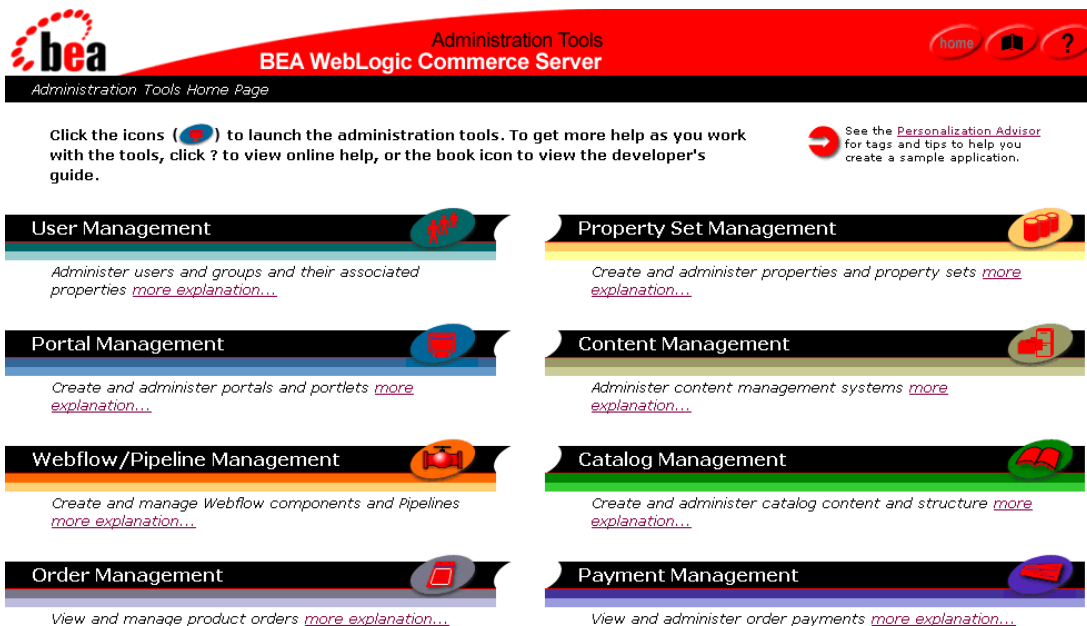 bea
Administration Tools
BEA WebLogic Commerce Server
home
?
Administration Tools Home Page
Click the icons ( ) to launch the administration tools. To get more help as you work
with the tools, click ? to view online help, or the book icon to view the developer's
guide.
See the Personalization Advisor
for tags and tips to help you
create a sample application.
User Management
Administer users and groups and their associated
properties more explanation...
Property Set Management
Create and administer properties and property sets more
explanation...
Portal Management
Create and administer portals and portlets more
explanation...
Content Management
Administer content management systems more
explanation...
Webflow/Pipeline Management
Create and manage Webflow components and Pipelines
more explanation...
Catalog Management
Create and administer catalog content and structure more
explanation...
Order Management
View and manage product orders more explanation...
Payment Management
View and administer order payments more explanation...